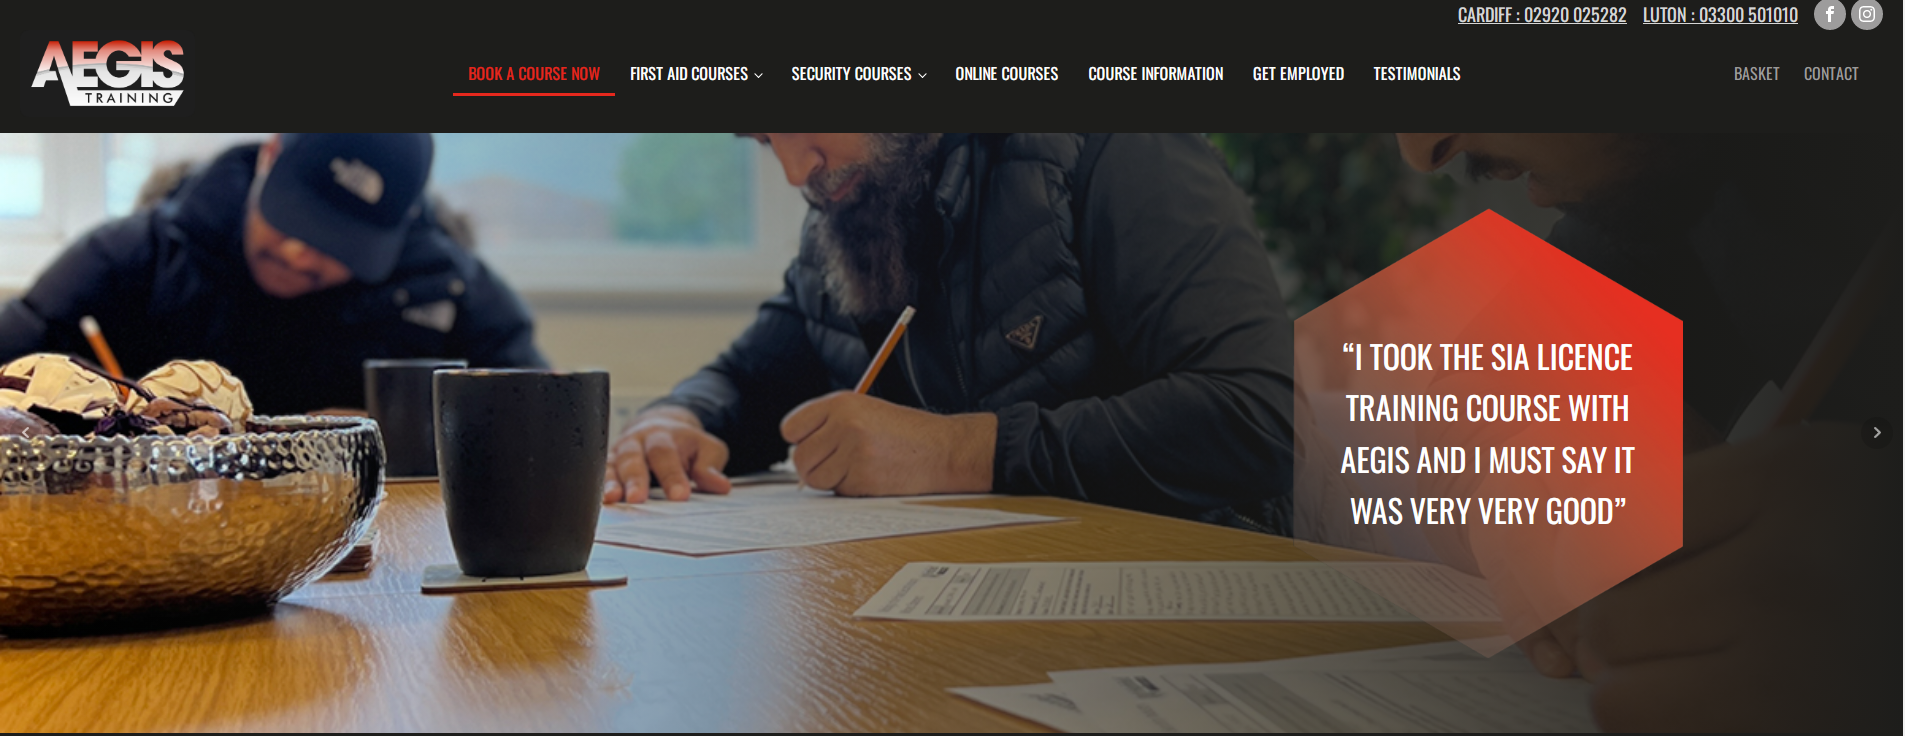 CARDIFF : 02920 025282 LUTON : 03300 501010
AEGIS
TRAINING
BOOK A COURSE NOW FIRST AID COURSES SECURITY COURSES ONLINE COURSES COURSE INFORMATION GET EMPLOYED TESTIMONIALS BASKET CONTACT
“I TOOK THE SIA LICENCE
TRAINING COURSE WITH
AEGIS AND I MUST SAY IT
WAS VERY VERY GOOD”